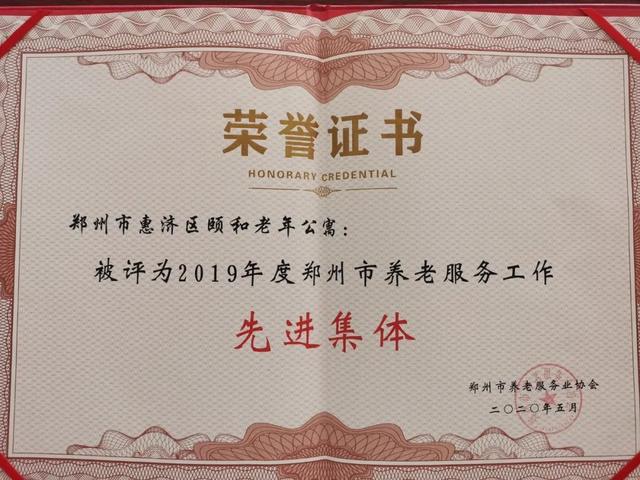 荣誉证书
HONORARY CREDENTIAL
郑州市惠济区颐和老年公寓：
被评为2019年度郑州市养老服务工作
先进集体
郑州市养老服务业协会
二〇二〇年五月